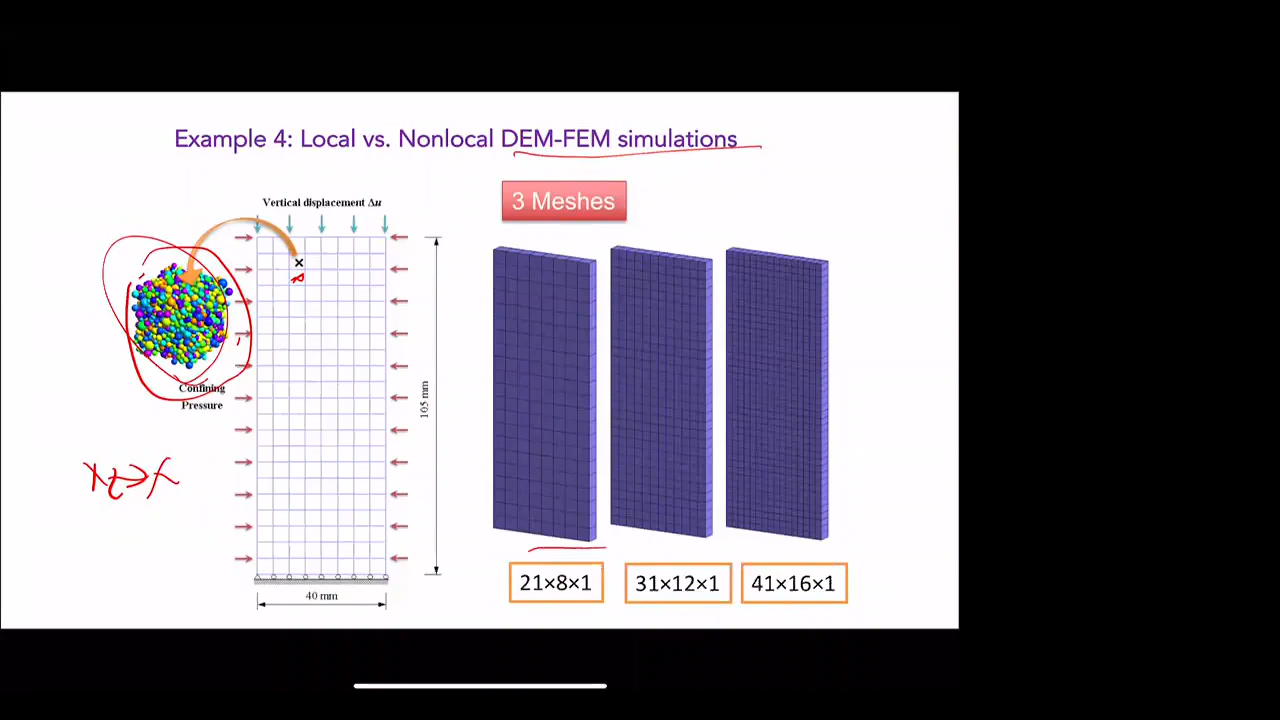 Example 4: Local vs. Nonlocal DEM-FEM simulations
Vertical displacement Δu
3 Meshes
Confining
Pressure
105 mm
40 mm
21×8×1
31×12×1
41×16×1